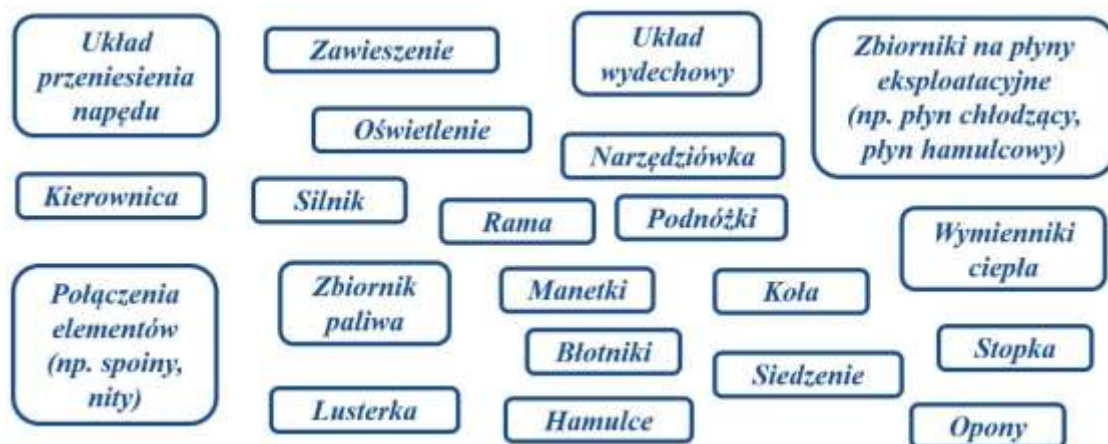 Układ
przeniesienia
napędu
Zawieszenie
Układ
wydechowy
Zbiorniki na płyny
eksploatacyjne
(np. płyn chłodzący,
płyn hamulcowy)
Oświetlenie
Narzędziówka
Kierownica
Silnik
Rama
Podnóżki
Wymienniki
ciepła
Połączenia
elementów
(np. spoiny,
nity)
Zbiornik
paliwa
Manetki
Koła
Błotniki
Stopka
Siedzenie
Lusterka
Hamulce
Opony